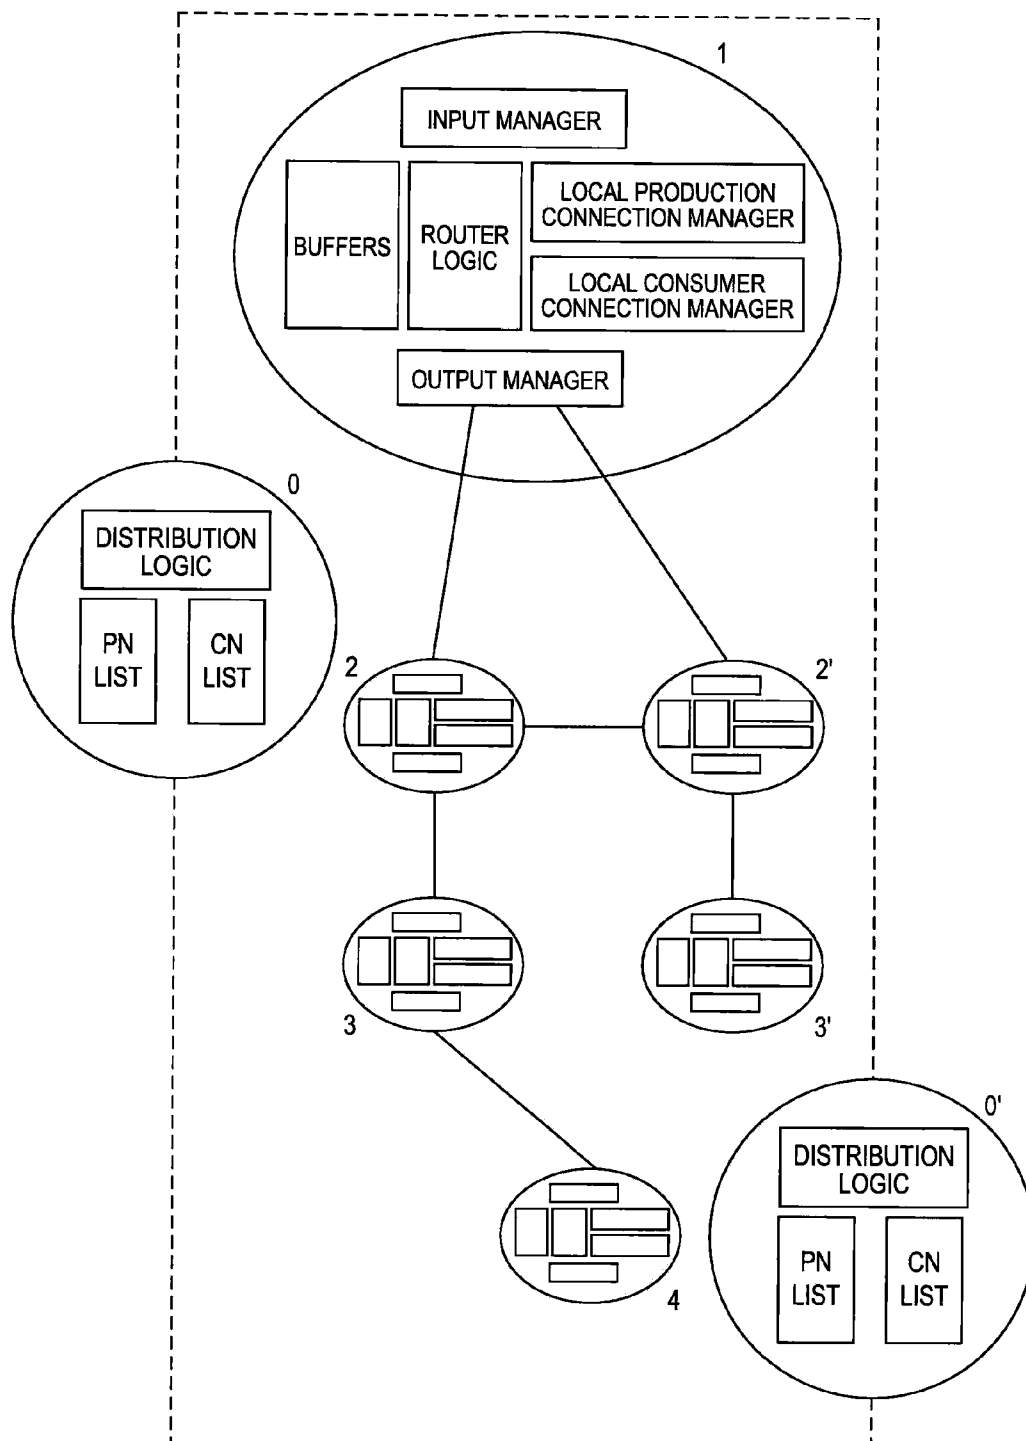 1
INPUT MANAGER
BUFFERS
ROUTER
LOGIC
LOCAL PRODUCTION
CONNECTION MANAGER
LOCAL CONSUMER
CONNECTION MANAGER
OUTPUT MANAGER
0
DISTRIBUTION
LOGIC
PN
LIST
CN
LIST
2
2'
3
3'
0'
DISTRIBUTION
LOGIC
PN
LIST
CN
LIST
4